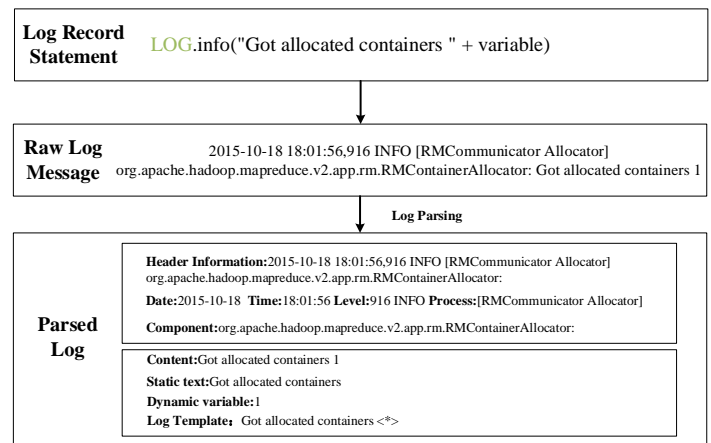 Log Record
Statement
LOG.info("Got allocated containers " + variable)
Raw Log
Message
2015-10-18 18:01:56,916 INFO [RMCommunicator Allocator]
org.apache.hadoop.mapreduce.v2.app.rm.RMContainerAllocator: Got allocated containers 1
Log Parsing
Parsed
Log
Header Information:2015-10-18 18:01:56,916 INFO [RMCommunicator Allocator]
org.apache.hadoop.mapreduce.v2.app.rm.RMContainerAllocator:
Date:2015-10-18 Time:18:01:56 Level:916 INFO Process:[RMCommunicator Allocator]
Component:org.apache.hadoop.mapreduce.v2.app.rm.RMContainerAllocator:
Content:Got allocated containers 1
Static text:Got allocated containers
Dynamic variable:1
Log Template：Got allocated containers <*>